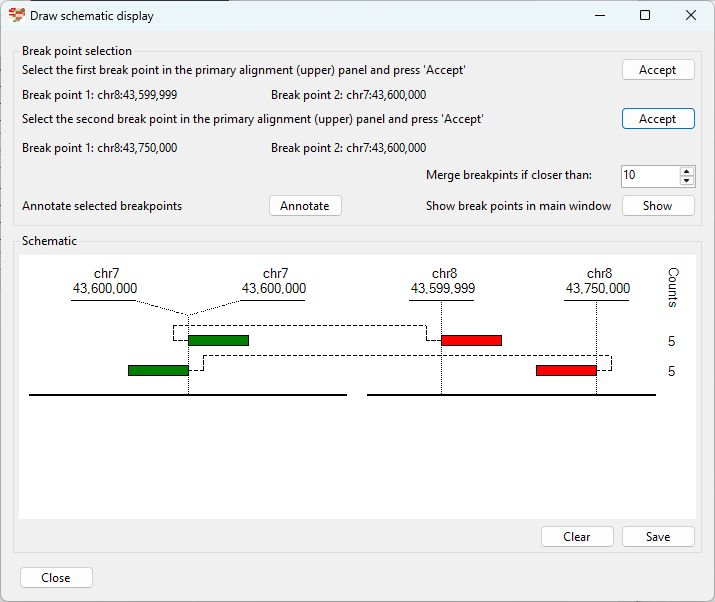 Draw schematic display
Break point selection
Select the first break point in the primary alignment (upper) panel and press 'Accept'
Accept
Break point 1: chr8:43,599,999 Break point 2: chr7:43,600,000
Select the second break point in the primary alignment (upper) panel and press 'Accept'
Accept
Break point 1: chr8:43,750,000 Break point 2: chr7:43,600,000
Merge breakpints if closer than: 10
Annotate selected breakpoints Annotate Show break points in main window Show
Schematic
chr7 chr7 chr8 chr8
43,600,000 43,600,000 43,599,999 43,750,000
Counts
5
5
Clear Save
Close